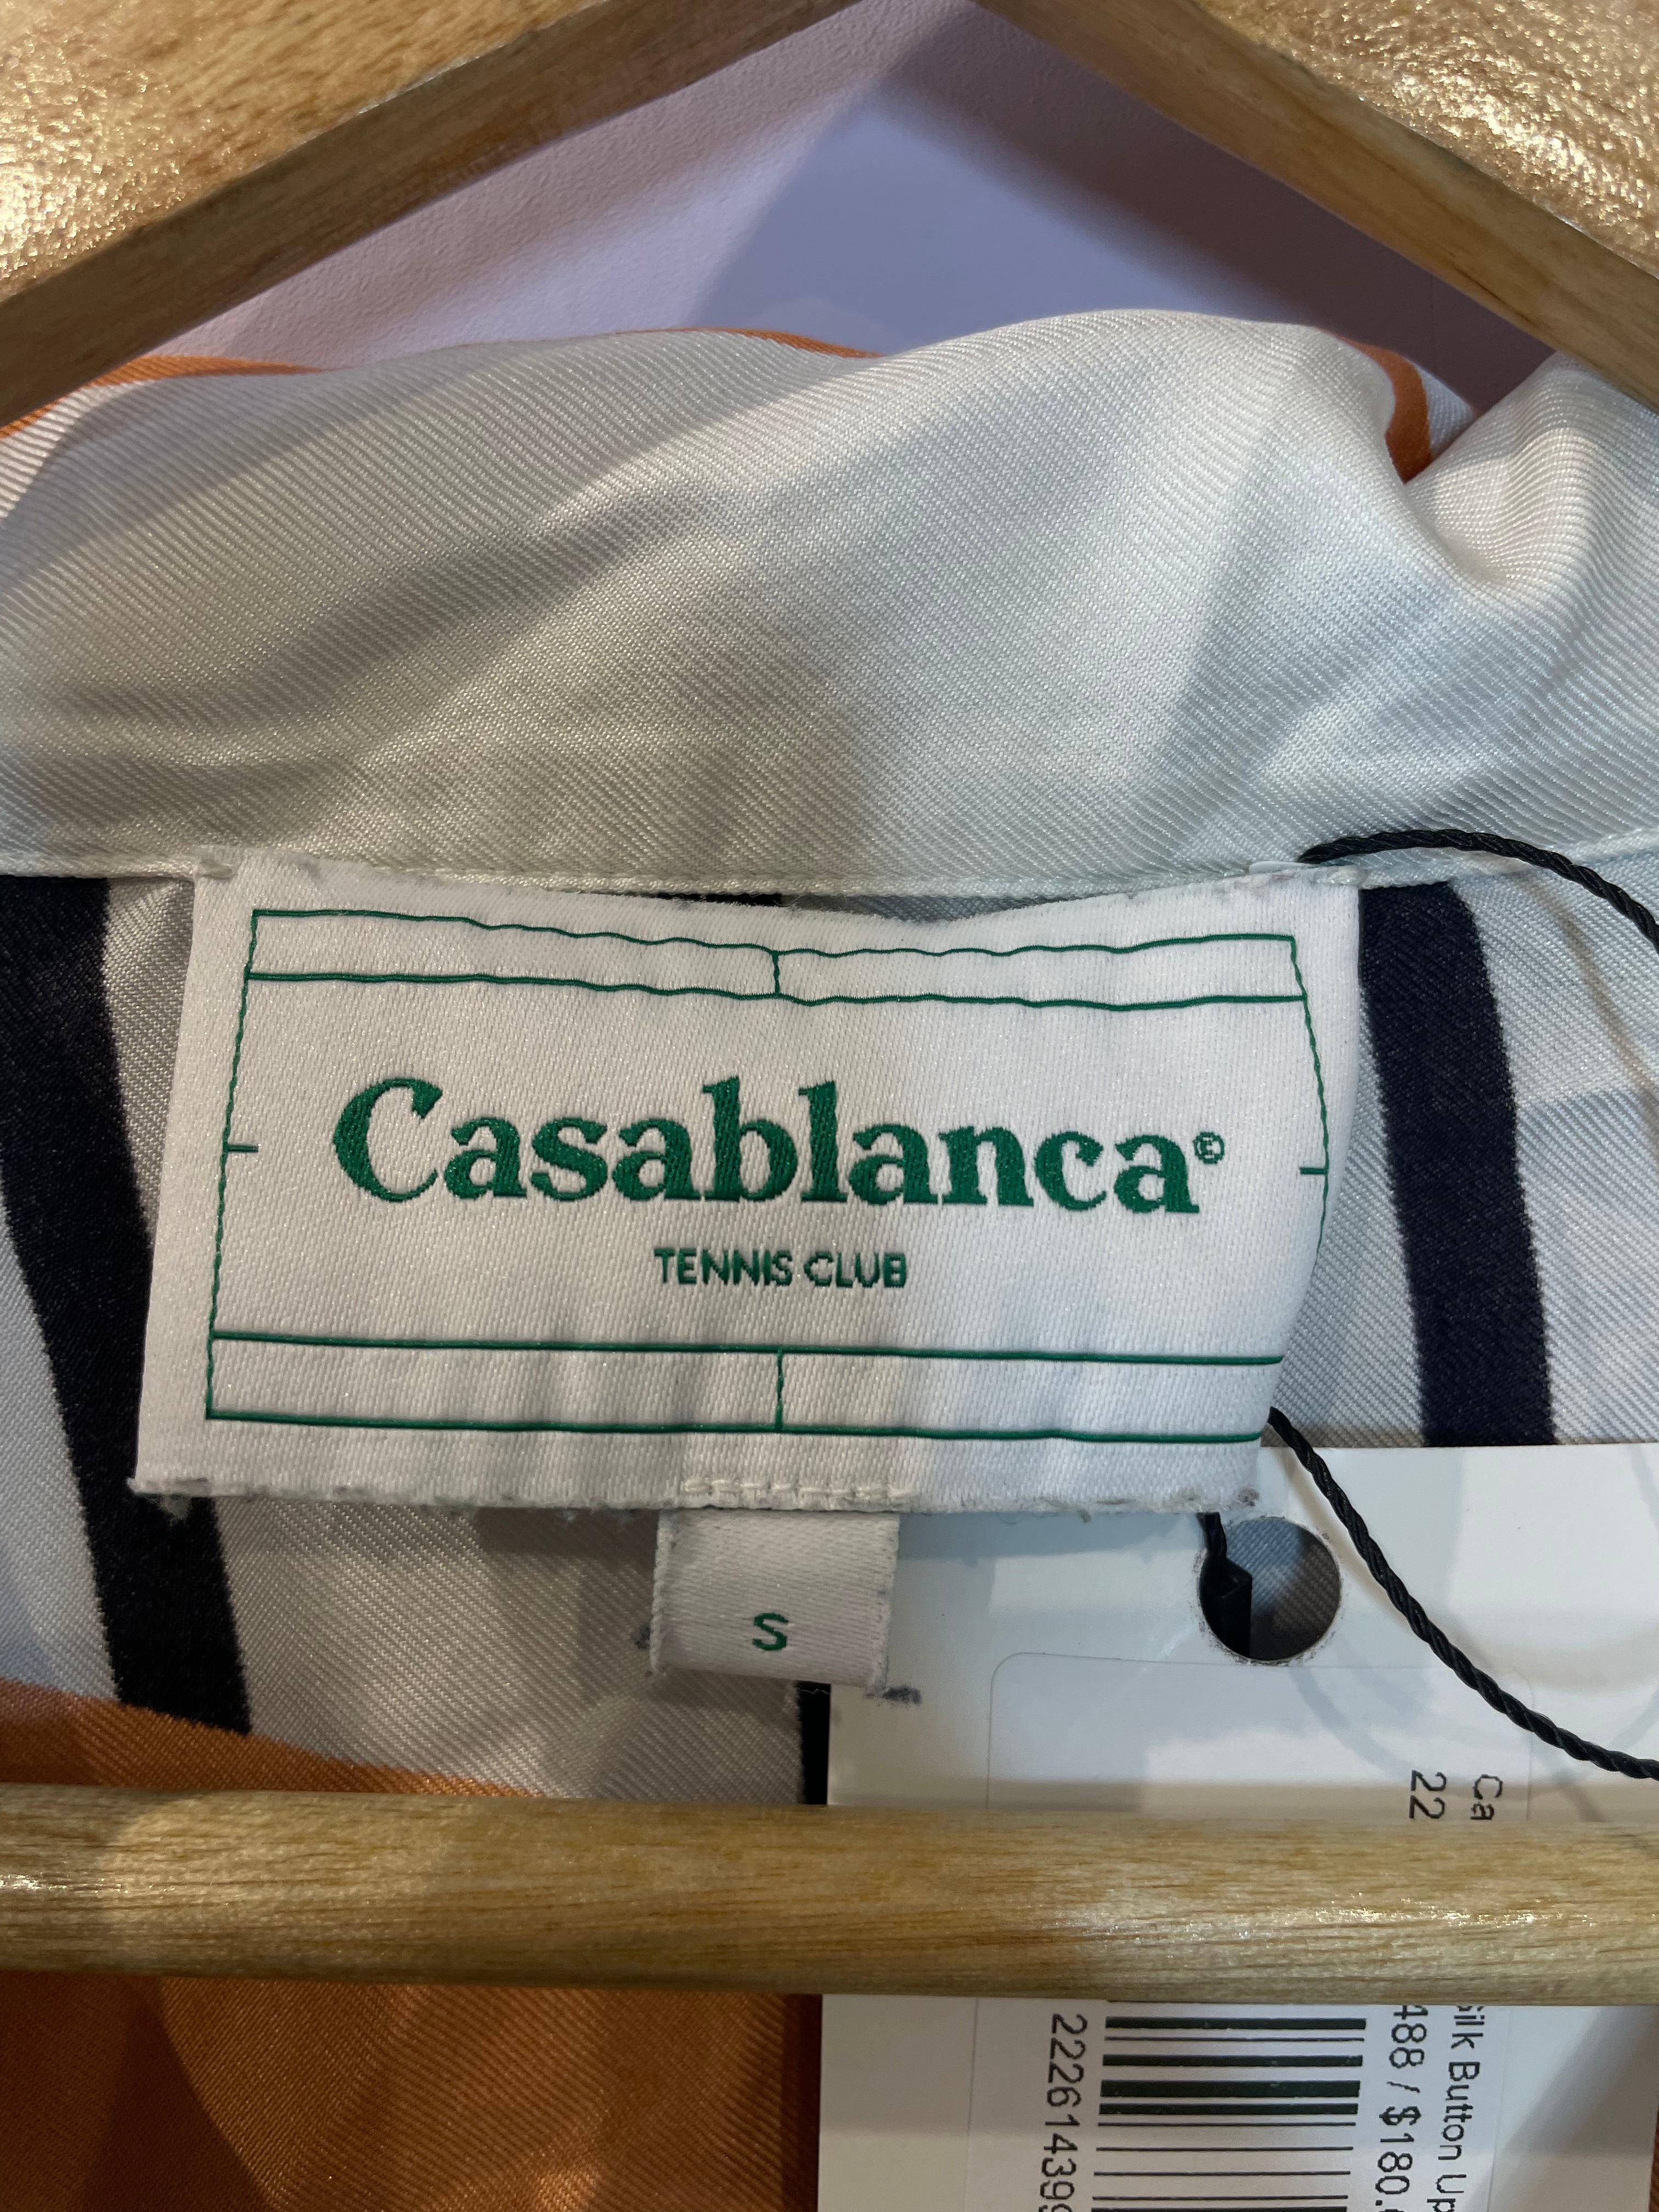 Casablanca®
TENNIS CLUB
S
Ca
22
Silk Button Up
488 / $180.
222614399